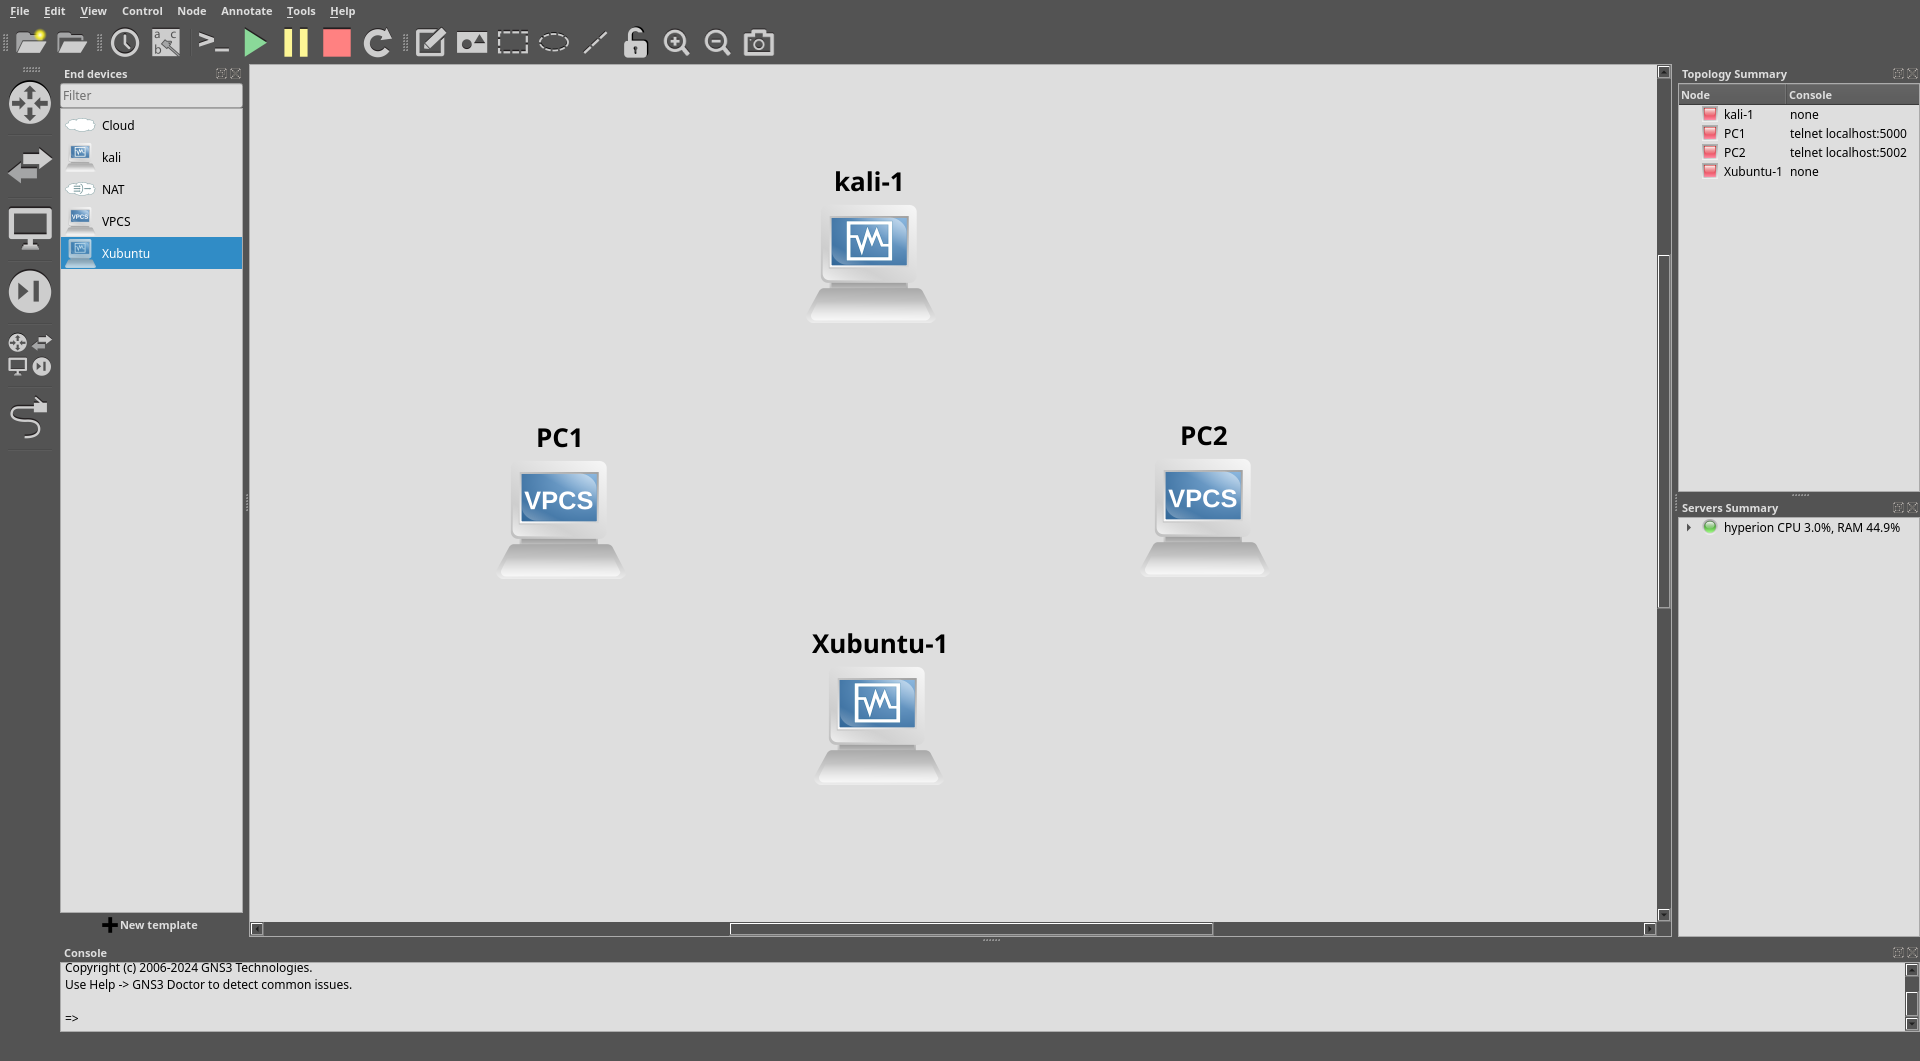 File Edit View Control Node Annotate Tools Help
a c
b
End devices
Filter
Cloud
kali
NAT
VPCS
VPCS
Xubuntu
New template
kali-1
PC1
VPCS
PC2
VPCS
Xubuntu-1
Topology Summary
Node Console
kali-1 none
PC1 telnet localhost:5000
PC2 telnet localhost:5002
Xubuntu-1 none
Servers Summary
hyperion CPU 3.0%, RAM 44.9%
Console
Copyright (c) 2006-2024 GNS3 Technologies.
Use Help -> GNS3 Doctor to detect common issues.
=>